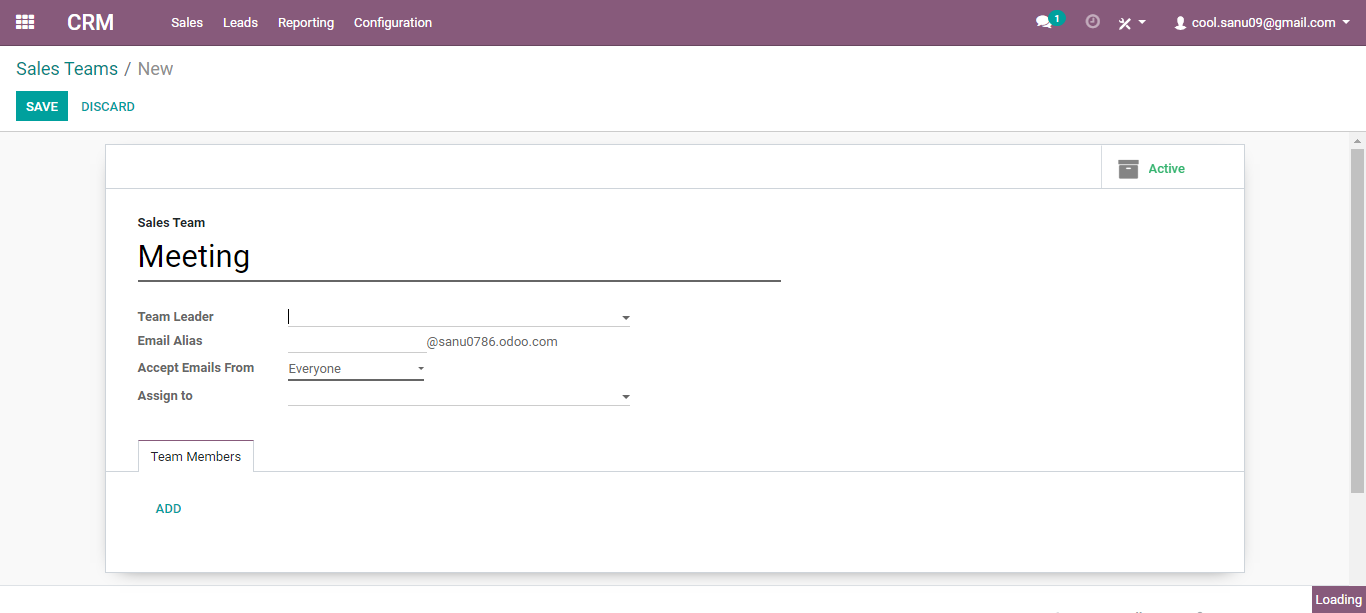 CRM Sales Leads Reporting Configuration 1 cool.sanu09@gmail.com
Sales Teams / New
SAVE DISCARD
Active
Sales Team
Meeting
Team Leader
Email Alias @sanu0786.odoo.com
Accept Emails From Everyone
Assign to
Team Members
ADD
Loading